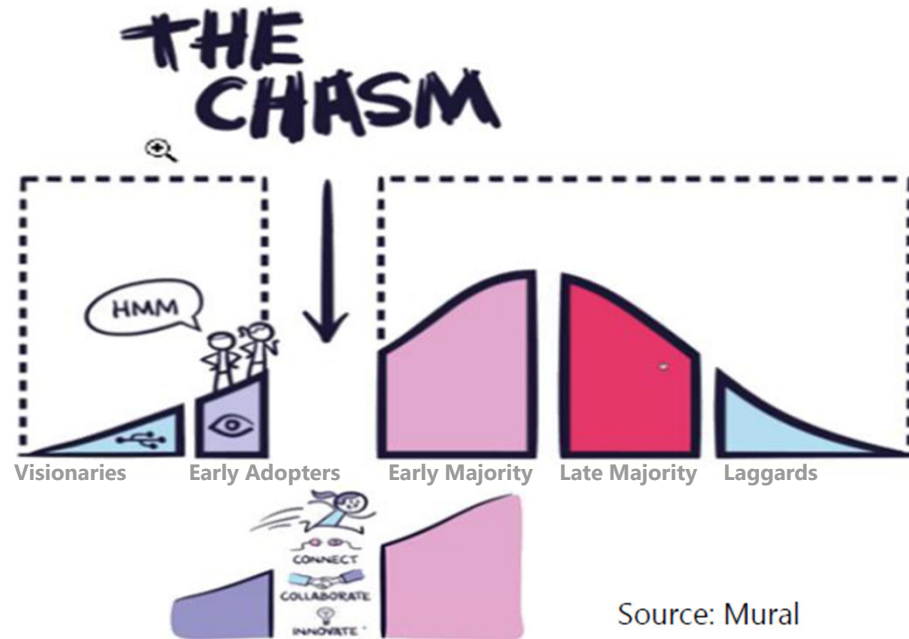 THE
CHASM
HMM
Visionaries
Early Adopters
Early Majority
Late Majority
Laggards
CONNECT
COLLABORATE
INNOVATE
Source: Mural